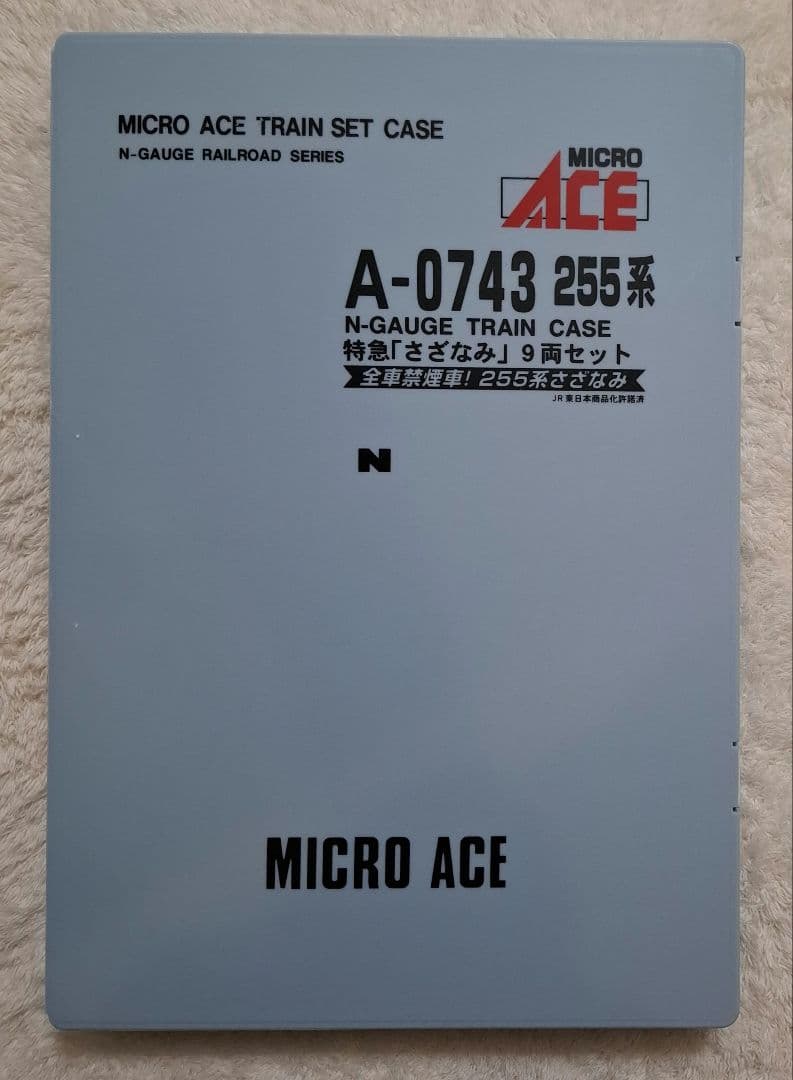 MICRO ACE TRAIN SET CASE
N-GAUGE RAILROAD SERIES
MICRO
ACE
A-0743 255系
N-GAUGE TRAIN CASE
特急「さざなみ」9両セット
全車禁煙車! 255系さざなみ
JR東日本商品化許諾済
N
MICRO ACE